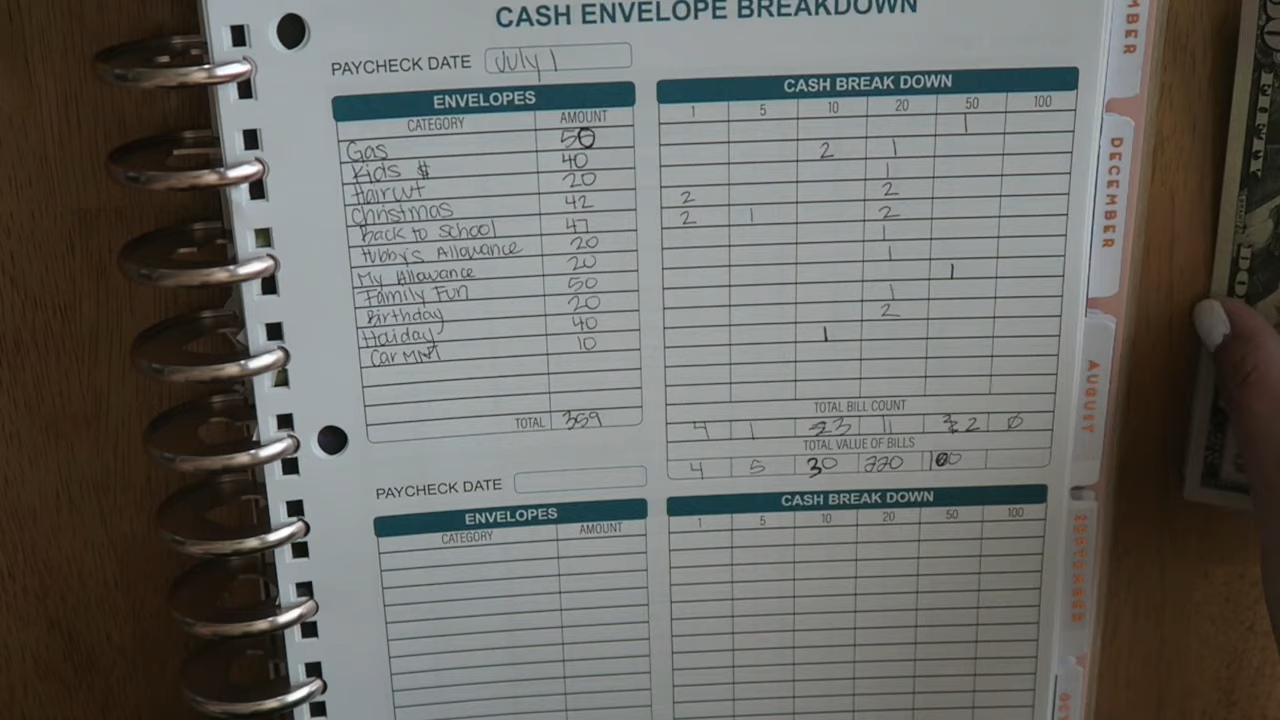 CASH ENVELOPE BREAKDOWN
PAYCHECK DATE July 1
ENVELOPES
CATEGORY AMOUNT
Gas 50
Kids $ 40
Haircut 20
Christmas 42
Back to School 47
Hubby's Allowance 20
My Allowance 20
Family Fun 50
Birthday 20
Holiday 40
Car MNT 10
TOTAL 359
CASH BREAK DOWN
1 5 10 20 50 100
1
2 1
1
2 2
2 1 2
1
1
1
1
2
1
TOTAL BILL COUNT
4 1 3 11 2 0
TOTAL VALUE OF BILLS
4 5 30 220 100
PAYCHECK DATE
ENVELOPES
CATEGORY AMOUNT
CASH BREAK DOWN
1 5 10 20 50 100
MBER
DECEMBER
AUGUST
SEPTEMBER
OCT